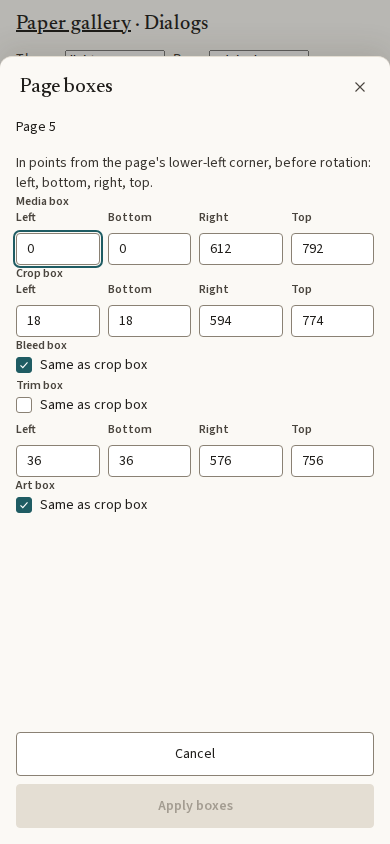 Paper gallery · Dialogs
Page boxes
Page 5
In points from the page's lower-left corner, before rotation:
left, bottom, right, top.
Media box
Left Bottom Right Top
0 0 612 792
Crop box
Left Bottom Right Top
18 18 594 774
Bleed box
Same as crop box
Trim box
Same as crop box
Left Bottom Right Top
36 36 576 756
Art box
Same as crop box
Cancel
Apply boxes